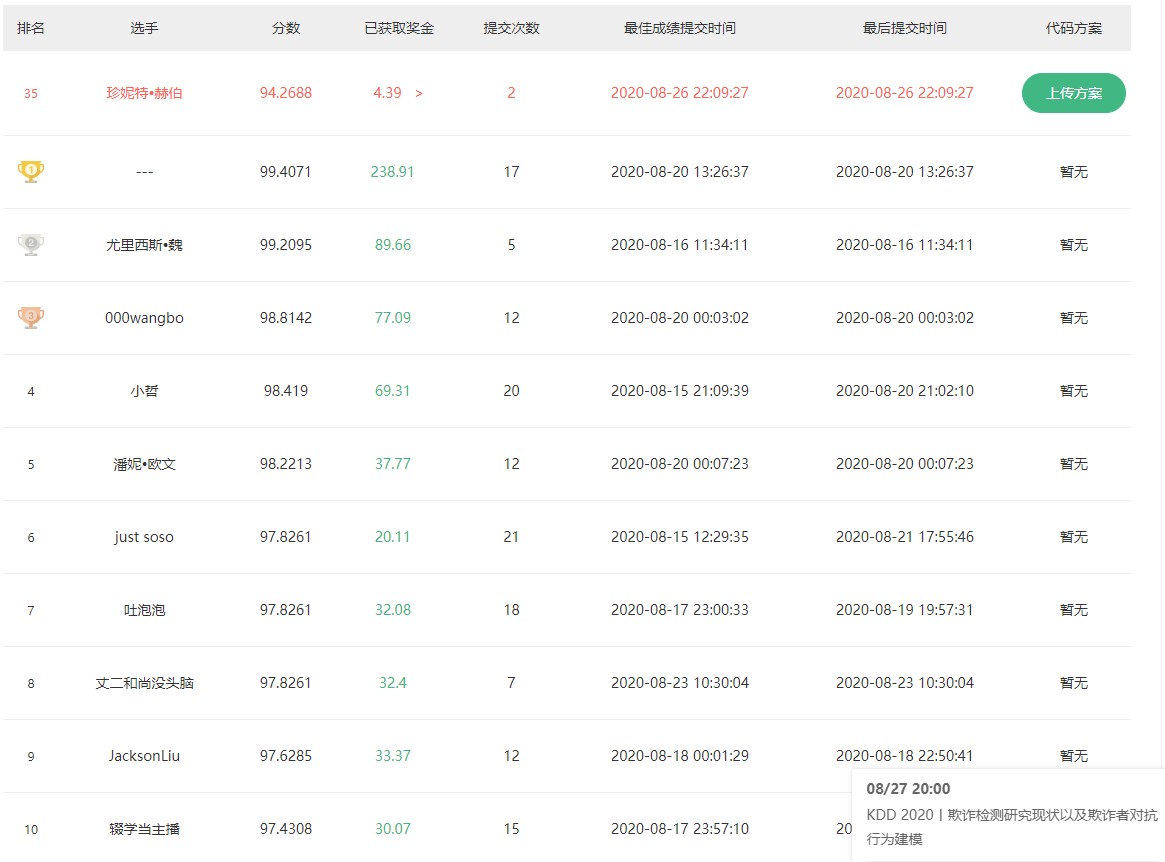 排名 选手 分数 已获取奖金 提交次数 最佳成绩提交时间 最后提交时间 代码方案
35 珍妮特•赫伯 94.2688 4.39 > 2 2020-08-26 22:09:27 2020-08-26 22:09:27 上传方案
1 --- 99.4071 238.91 17 2020-08-20 13:26:37 2020-08-20 13:26:37 暂无
2 尤里西斯•魏 99.2095 89.66 5 2020-08-16 11:34:11 2020-08-16 11:34:11 暂无
3 000wangbo 98.8142 77.09 12 2020-08-20 00:03:02 2020-08-20 00:03:02 暂无
4 小哲 98.419 69.31 20 2020-08-15 21:09:39 2020-08-20 21:02:10 暂无
5 潘妮•欧文 98.2213 37.77 12 2020-08-20 00:07:23 2020-08-20 00:07:23 暂无
6 just soso 97.8261 20.11 21 2020-08-15 12:29:35 2020-08-21 17:55:46 暂无
7 吐泡泡 97.8261 32.08 18 2020-08-17 23:00:33 2020-08-19 19:57:31 暂无
8 丈二和尚没头脑 97.8261 32.4 7 2020-08-23 10:30:04 2020-08-23 10:30:04 暂无
9 JacksonLiu 97.6285 33.37 12 2020-08-18 00:01:29 2020-08-18 22:50:41 暂无
10 辍学当主播 97.4308 30.07 15 2020-08-17 23:57:10 20
08/27 20:00
KDD 2020丨欺诈检测研究现状以及欺诈者对抗
行为建模